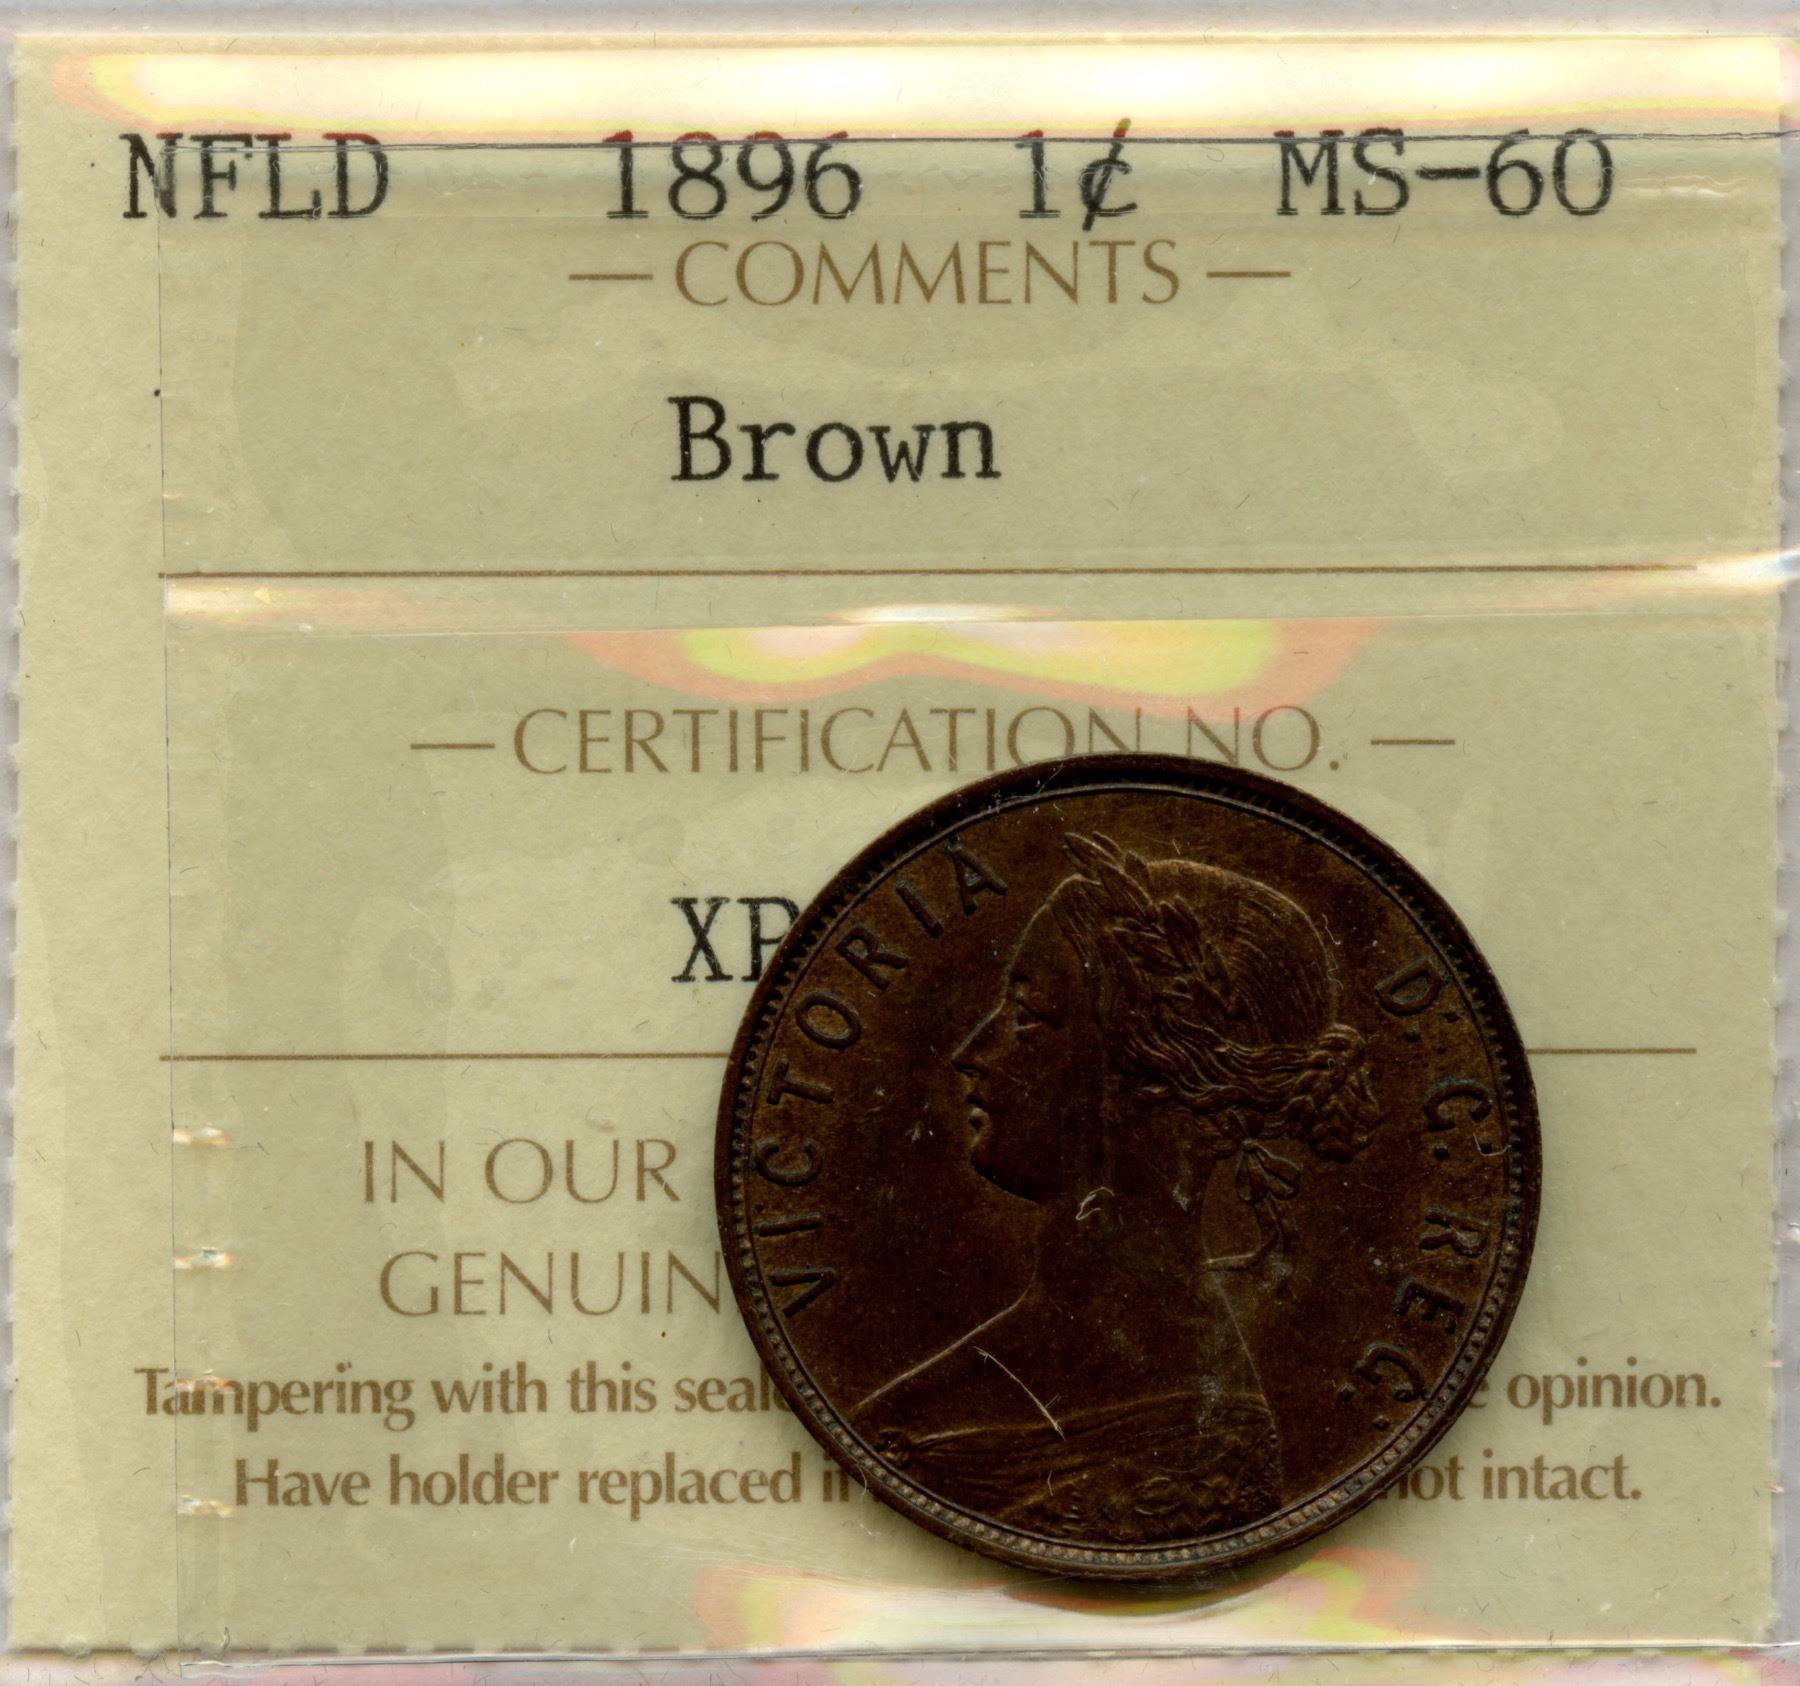 NFLD 1896 1¢ MS-60
— COMMENTS —
Brown
— CERTIFICATION NO. —
XP
IN OUR
GENUIN
Tampering with this seal opinion.
Have holder replaced if not intact.
VICTORIA D:G:REG: